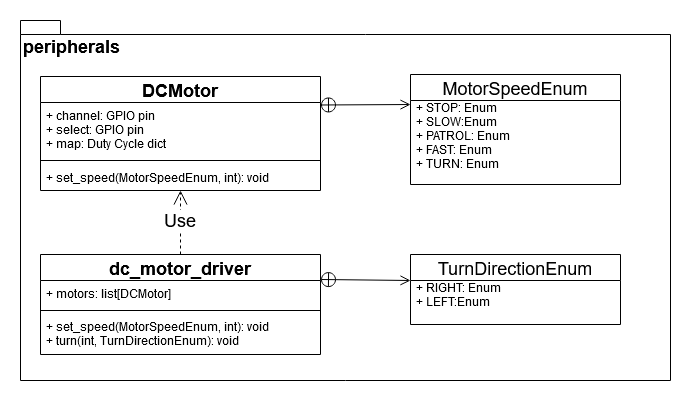 peripherals
DCMotor
+ channel: GPIO pin
+ select: GPIO pin
+ map: Duty Cycle dict
+ set_speed(MotorSpeedEnum, int): void
MotorSpeedEnum
+ STOP: Enum
+ SLOW:Enum
+ PATROL: Enum
+ FAST: Enum
+ TURN: Enum
Use
dc_motor_driver
+ motors: list[DCMotor]
+ set_speed(MotorSpeedEnum, int): void
+ turn(int, TurnDirectionEnum): void
TurnDirectionEnum
+ RIGHT: Enum
+ LEFT:Enum